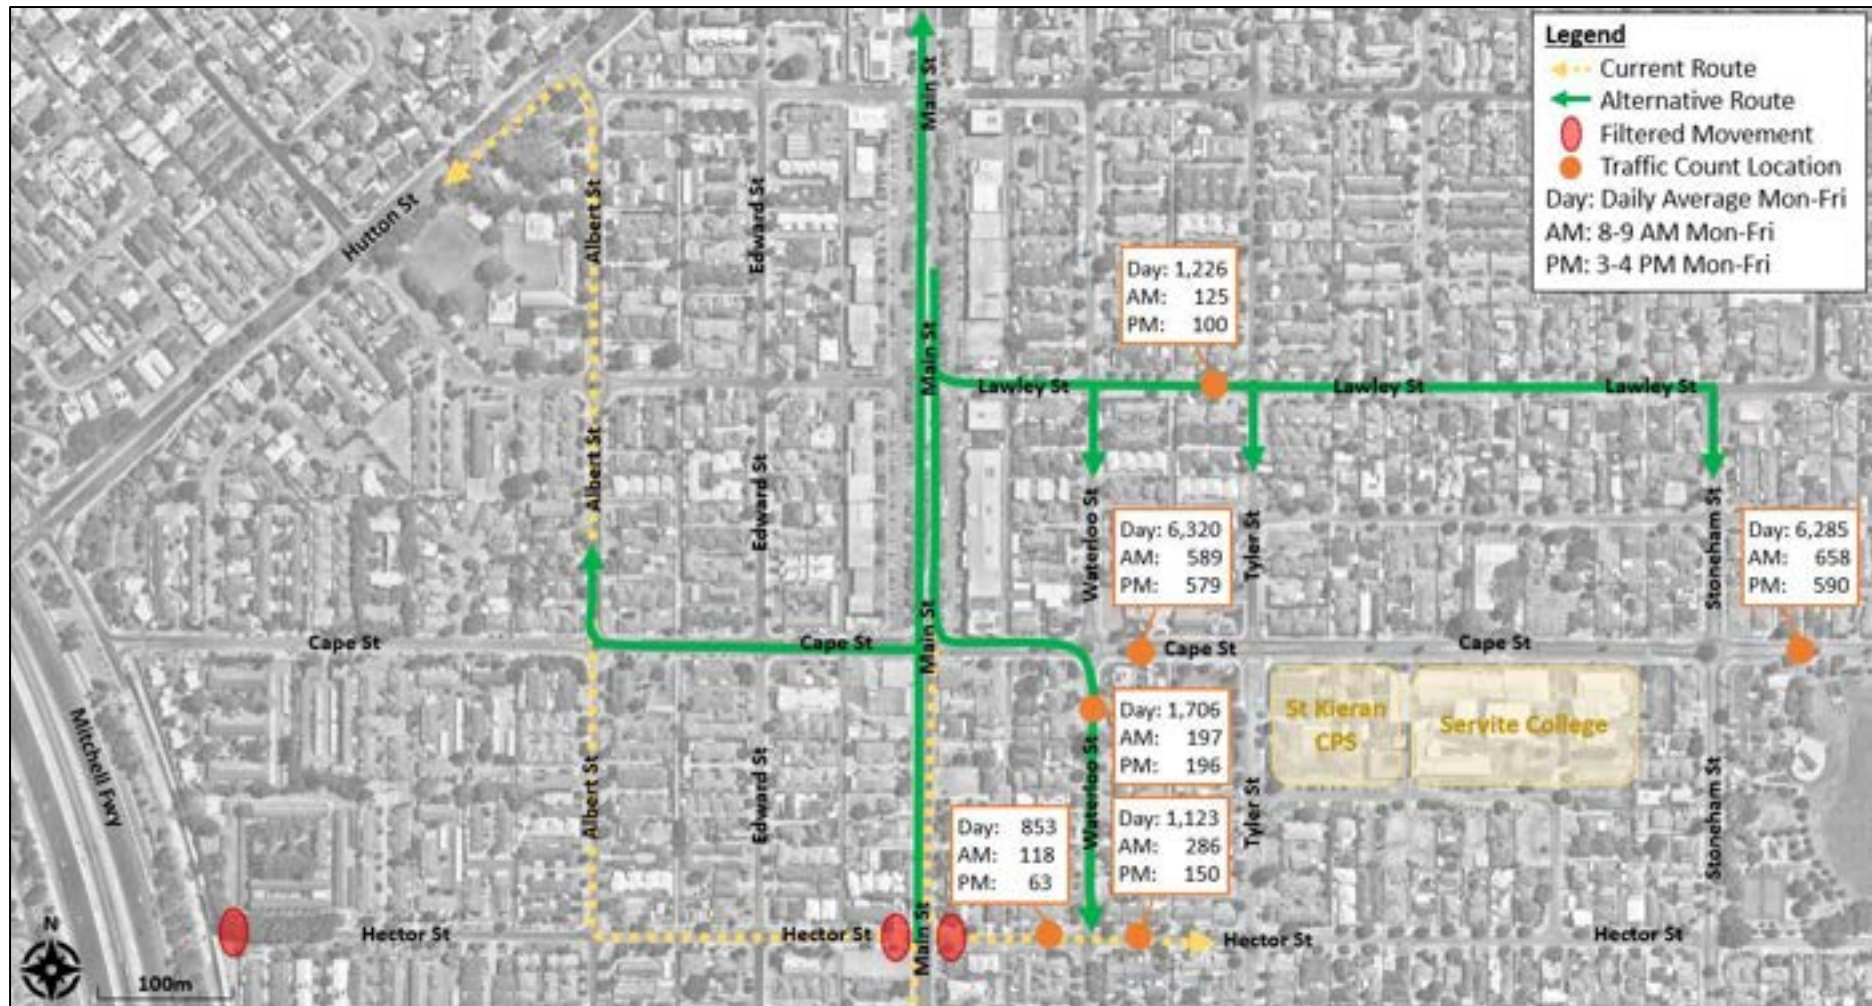 Legend
Current Route
Alternative Route
Filtered Movement
Traffic Count Location
Day: Daily Average Mon-Fri
AM: 8-9 AM Mon-Fri
PM: 3-4 PM Mon-Fri
Main St
Albert St
Edward St
Hutton St
Day: 1,226
AM: 125
PM: 100
Main St
Lawley St
Lawley St
Lawley St
Albert St
Edward St
Waterloo St
Tyler St
Stoneham St
Day: 6,320
AM: 589
PM: 579
Day: 6,285
AM: 658
PM: 590
Cape St
Cape St
Main St
Cape St
Cape St
St Kieran
CPS
Servite College
Day: 1,706
AM: 197
PM: 196
Mitchell Fwy
Albert St
Edward St
Waterloo St
Tyler St
Stoneham St
Day: 853
AM: 118
PM: 63
Day: 1,123
AM: 286
PM: 150
N
Hector St
Hector St
Main St
Hector St
Hector St
100m